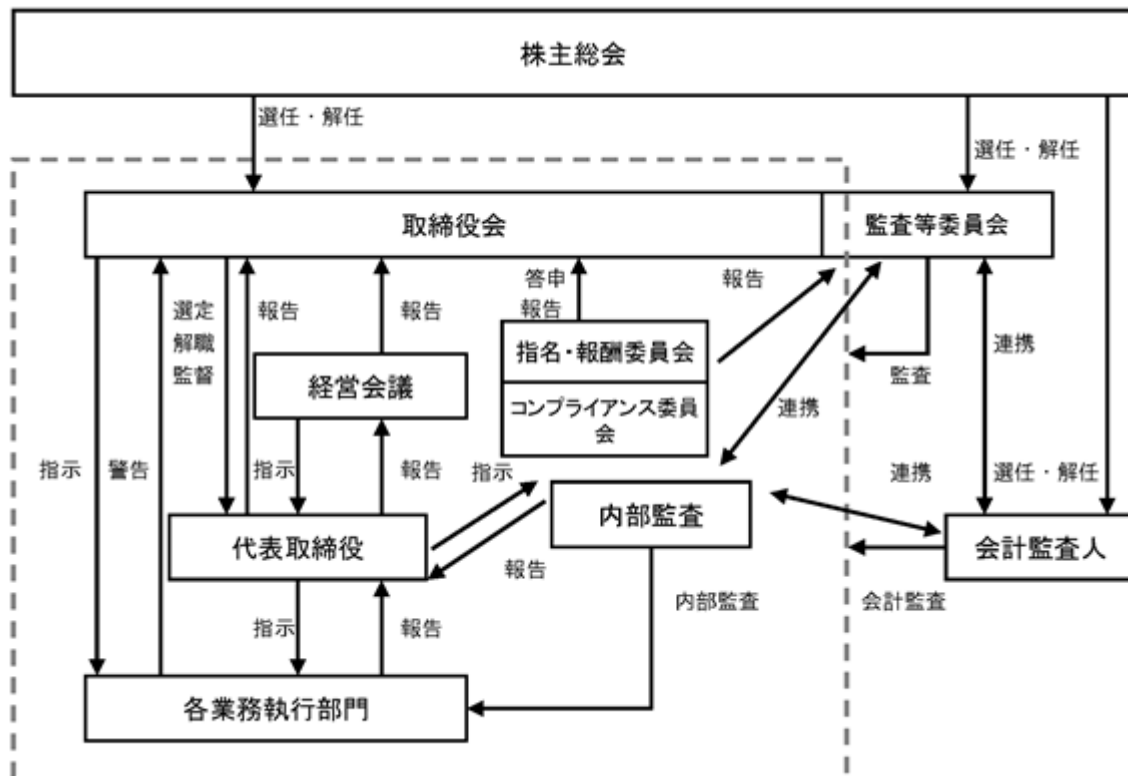 株主総会
選任・解任
選任・解任
取締役会
監査等委員会
選定
解職
監督
報告
報告
答申
報告
報告
指名・報酬委員会
コンプライアンス委員
会
経営会議
監査
連携
連携
指示
警告
指示
報告
指示
連携
選任・解任
内部監査
代表取締役
会計監査人
報告
内部監査
会計監査
指示
報告
各業務執行部門